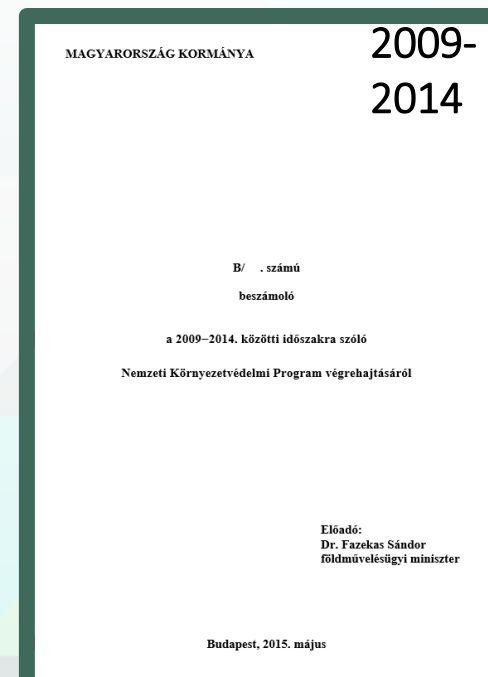 MAGYARORSZÁG KORMÁNYA
2009-
2014
B/ . számú
beszámoló
a 2009–2014. közötti időszakra szóló
Nemzeti Környezetvédelmi Program végrehajtásáról
Előadó:
Dr. Fazekas Sándor
földművelésügyi miniszter
Budapest, 2015. május